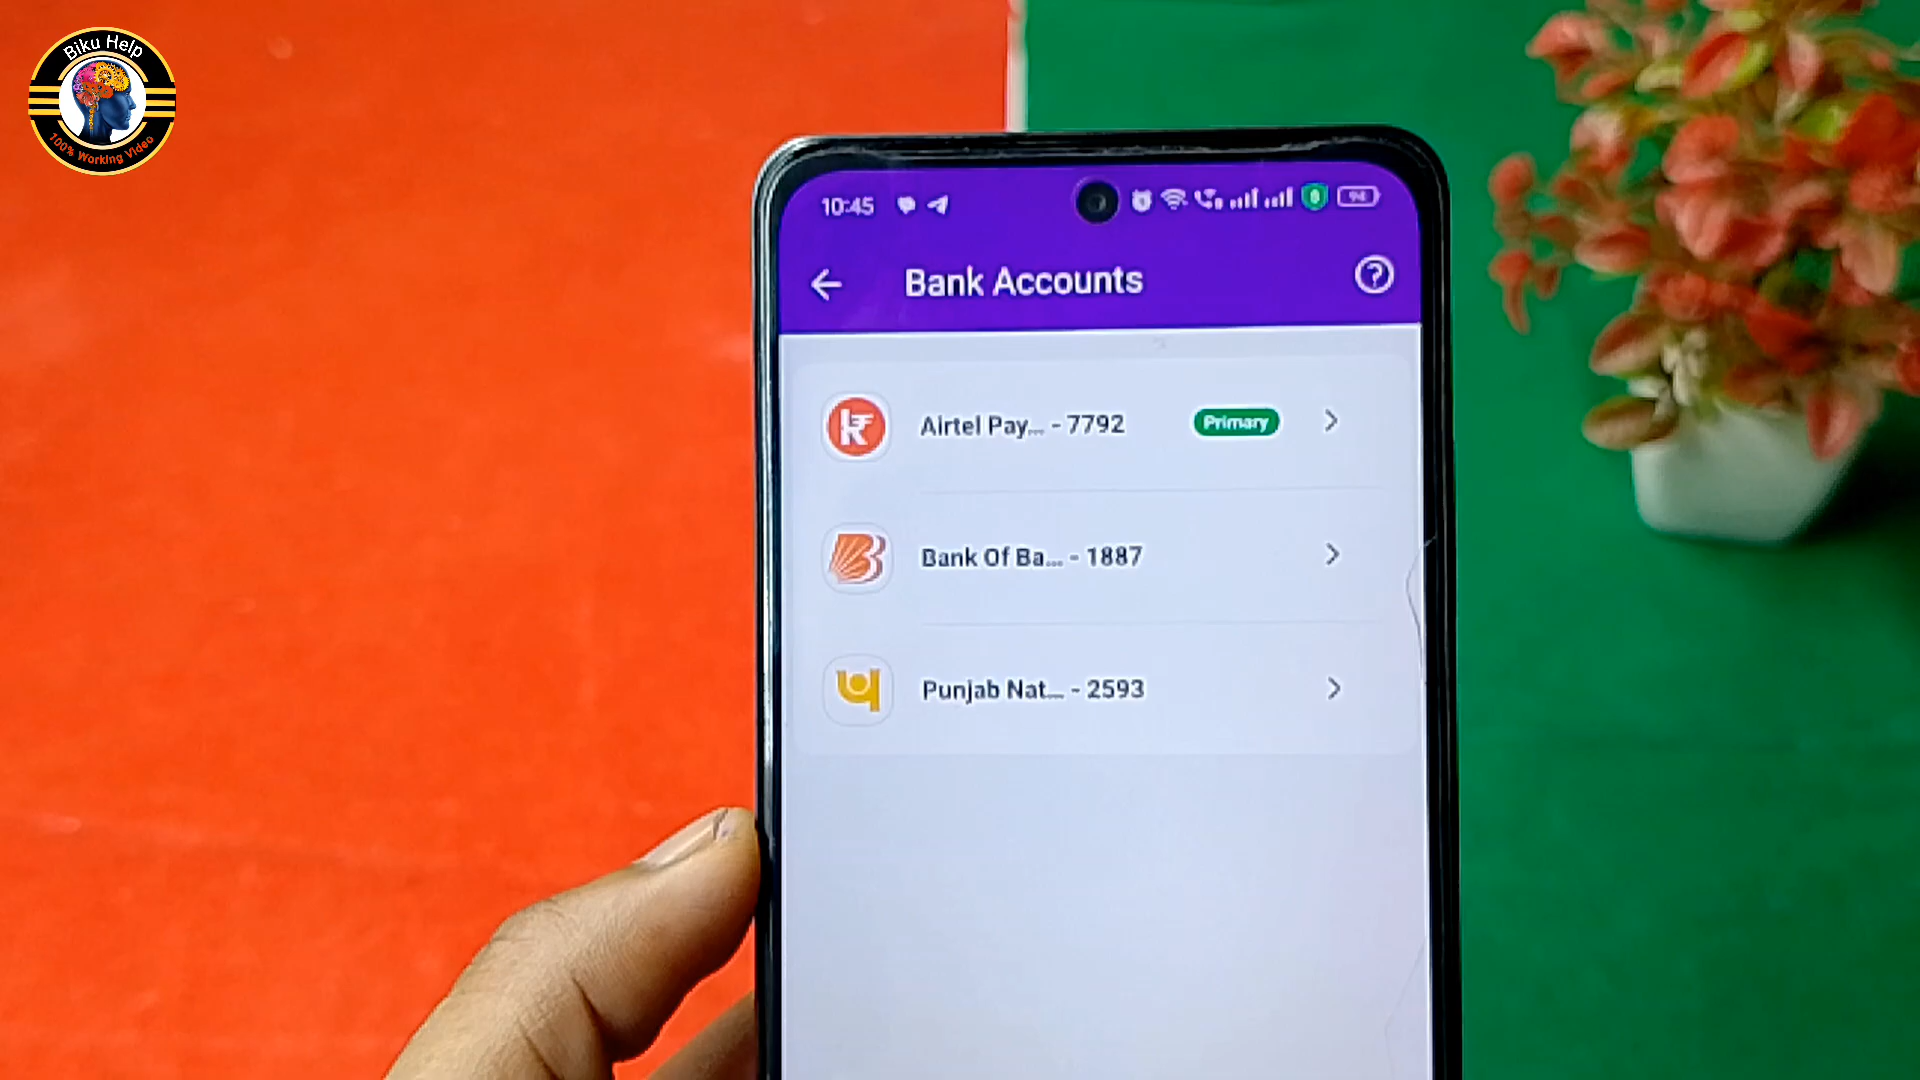 Biku Help
100% Working Video
10:45
94
Bank Accounts
?
Airtel Pay... - 7792
Primary
Bank Of Ba... - 1887
Punjab Nat... - 2593